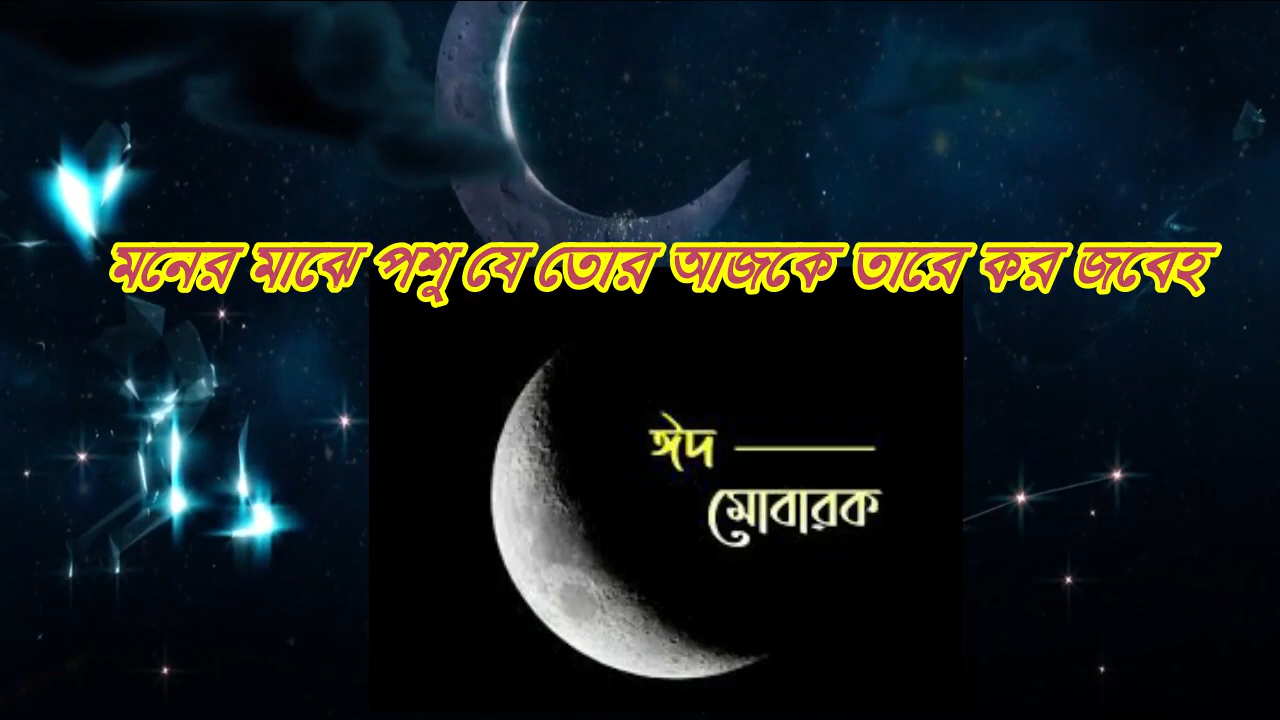 মনের মাঝে পশু যে তোর আজকে তারে কর জবেহ
ঈদ
মোবারক